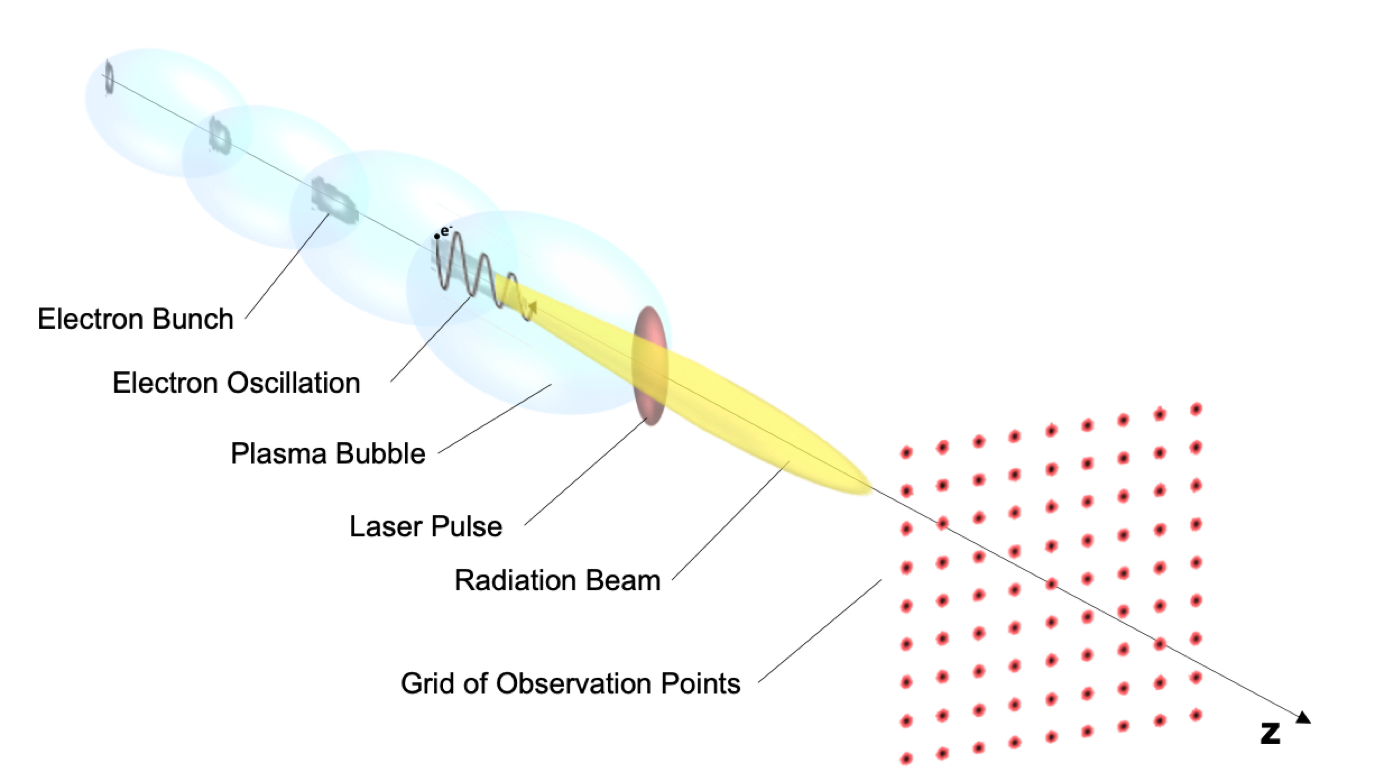 e-
Electron Bunch
Electron Oscillation
Plasma Bubble
Laser Pulse
Radiation Beam
Grid of Observation Points
z